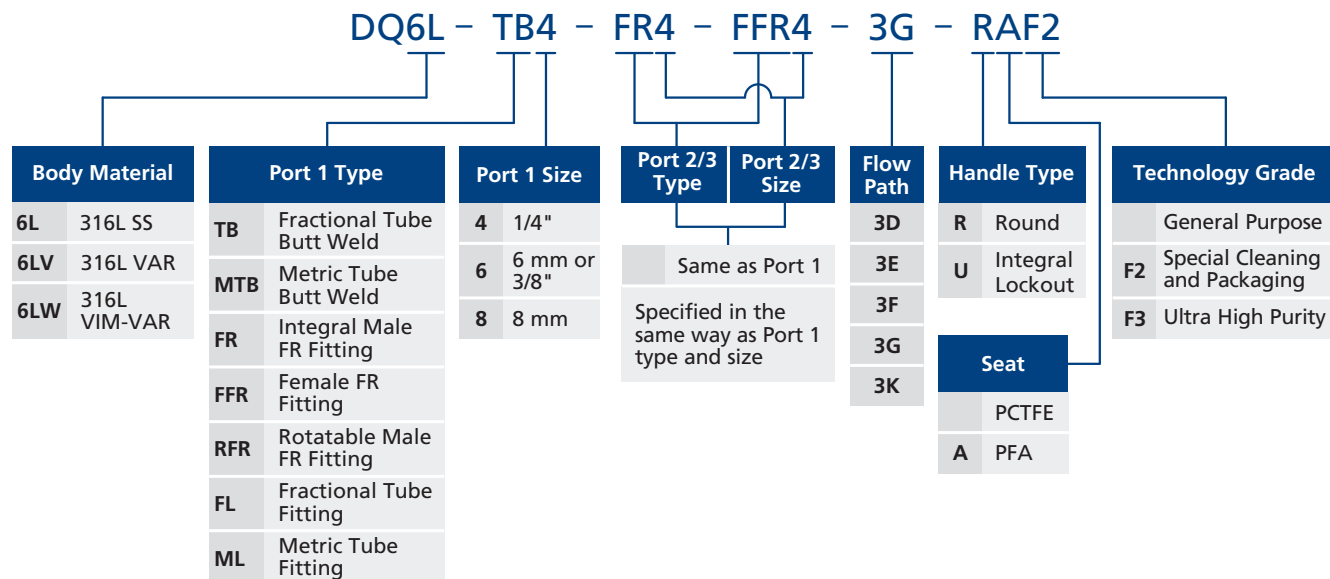 DQ6L – TB4 – FR4 – FFR4 – 3G – RAF2
Body Material
6L 316L SS
6LV 316L VAR
6LW 316L
VIM-VAR
Port 1 Type
TB Fractional Tube
Butt Weld
MTB Metric Tube
Butt Weld
FR Integral Male
FR Fitting
FFR Female FR
Fitting
RFR Rotatable Male
FR Fitting
FL Fractional Tube
Fitting
ML Metric Tube
Fitting
Port 1 Size
4 1/4"
6 6 mm or
3/8"
8 8 mm
Port 2/3
Type
Port 2/3
Size
Same as Port 1
Specified in the
same way as Port 1
type and size
Flow
Path
3D
3E
3F
3G
3K
Handle Type
R Round
U Integral
Lockout
Seat
PCTFE
A PFA
Technology Grade
General Purpose
F2 Special Cleaning
and Packaging
F3 Ultra High Purity